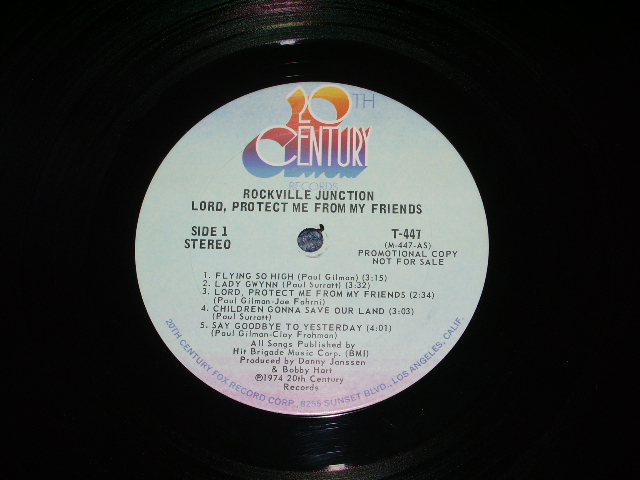 20TH
CENTURY
RECORDS
ROCKVILLE JUNCTION
LORD, PROTECT ME FROM MY FRIENDS
SIDE 1
STEREO
T-447
(M-447-AS)
PROMOTIONAL COPY
NOT FOR SALE
1. FLYING SO HIGH (Paul Gilman) (3:15)
2. LADY GWYNN (Paul Surratt) (3:32)
3. LORD, PROTECT ME FROM MY FRIENDS (2:34)
(Paul Gilman-Joe Fahrni)
4. CHILDREN GONNA SAVE OUR LAND (3:03)
(Paul Surratt)
5. SAY GOODBYE TO YESTERDAY (4:01)
(Paul Gilman-Clay Frohman)
All Songs Published by
Hit Brigade Music Corp. (BMI)
Produced by Danny Janssen
& Bobby Hart
℗1974 20th Century
Records
20TH CENTURY FOX RECORD CORP., 8255 SUNSET BLVD., LOS ANGELES, CALIF.